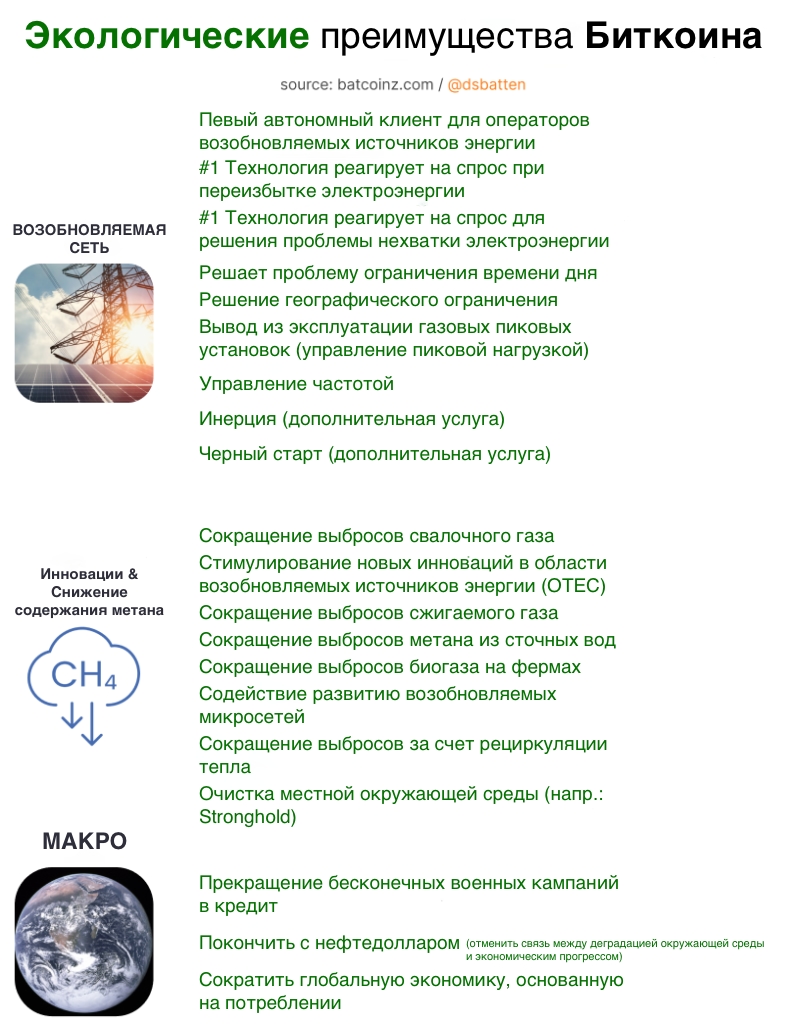 Экологические преимущества Биткоина
source: batcoinz.com / @dsbatten
ВОЗОБНОВЛЯЕМАЯ
СЕТЬ
Певый автономный клиент для операторов
возобновляемых источников энергии
#1 Технология реагирует на спрос при
переизбытке электроэнергии
#1 Технология реагирует на спрос для
решения проблемы нехватки электроэнергии
Решает проблему ограничения времени дня
Решение географического ограничения
Вывод из эксплуатации газовых пиковых
установок (управление пиковой нагрузкой)
Управление частотой
Инерция (дополнительная услуга)
Черный старт (дополнительная услуга)
Инновации &
Снижение
содержания метана
CH4
Сокращение выбросов свалочного газа
Стимулирование новых инноваций в области
возобновляемых источников энергии (OTEC)
Сокращение выбросов сжигаемого газа
Сокращение выбросов метана из сточных вод
Сокращение выбросов биогаза на фермах
Содействие развитию возобновляемых
микросетей
Сокращение выбросов за счет рециркуляции
тепла
Очистка местной окружающей среды (напр.:
Stronghold)
МАКРО
Прекращение бесконечных военных кампаний
в кредит
Покончить с нефтедолларом (отменить связь между деградацией окружающей среды
и экономическим прогрессом)
Сократить глобальную экономику, основанную
на потреблении